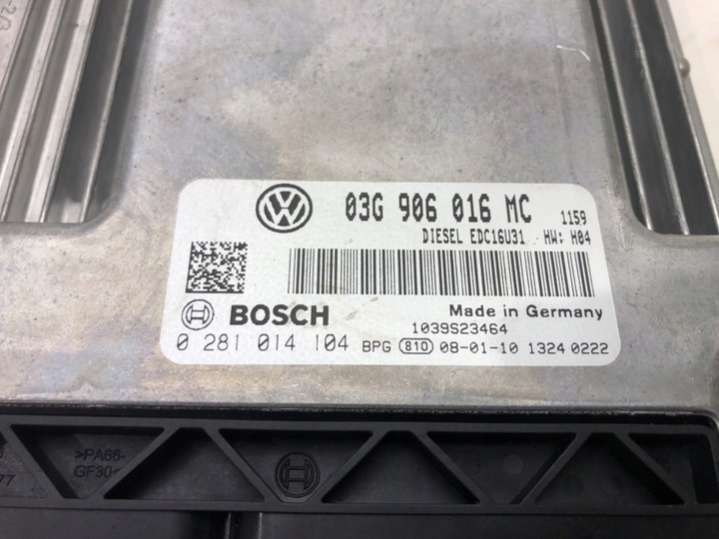 03G 906 016 MC 1159
DIESEL EDC16U31 HW: H04
BOSCH Made in Germany
1039S23464
0 281 014 104 BPG 810 08-01-10 1324 0222
>PA66-
GF30<
77